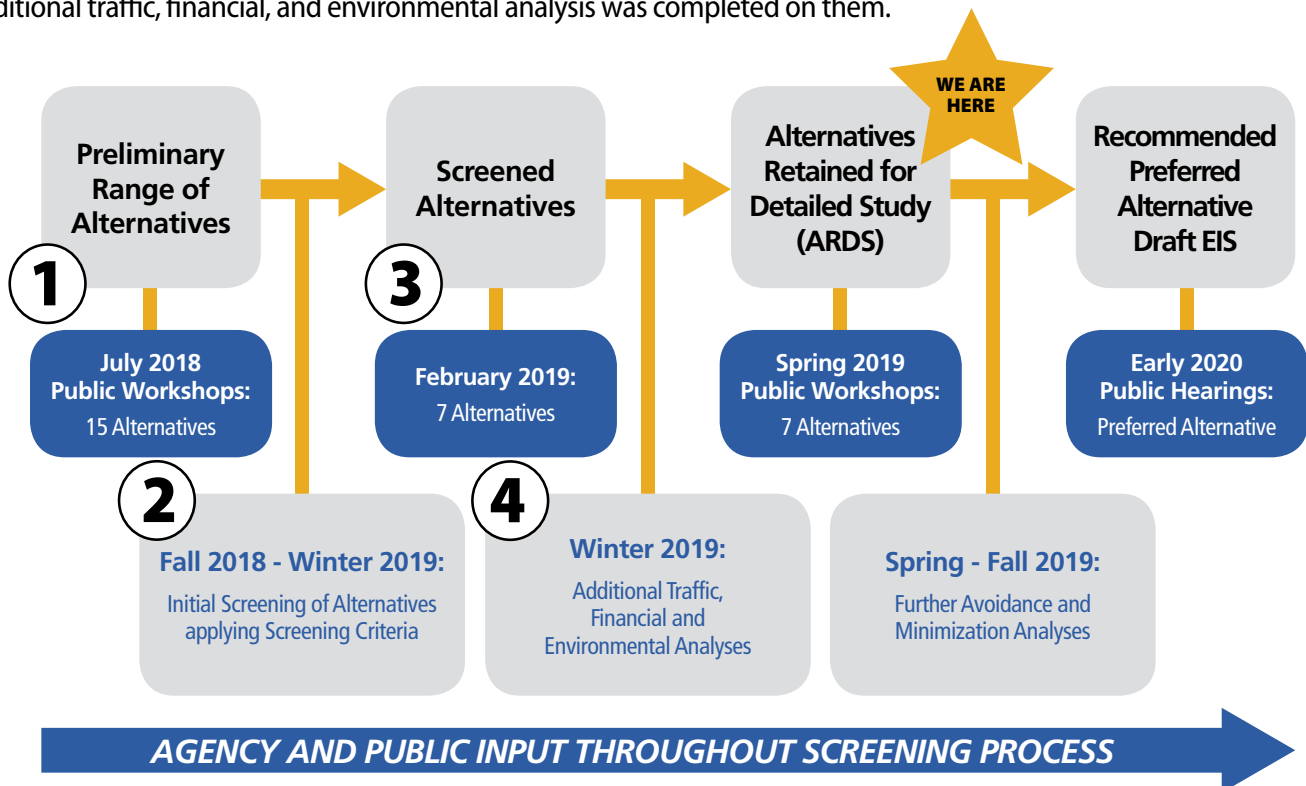 ditional traffic, financial, and environmental analysis was completed on them.
WE ARE
HERE
Preliminary
Range of
Alternatives
Screened
Alternatives
Alternatives
Retained for
Detailed Study
(ARDS)
Recommended
Preferred
Alternative
Draft EIS
1
3
July 2018
Public Workshops:
15 Alternatives
February 2019:
7 Alternatives
Spring 2019
Public Workshops:
7 Alternatives
Early 2020
Public Hearings:
Preferred Alternative
2
4
Fall 2018 - Winter 2019:
Initial Screening of Alternatives
applying Screening Criteria
Winter 2019:
Additional Traffic,
Financial and
Environmental Analyses
Spring - Fall 2019:
Further Avoidance and
Minimization Analyses
AGENCY AND PUBLIC INPUT THROUGHOUT SCREENING PROCESS